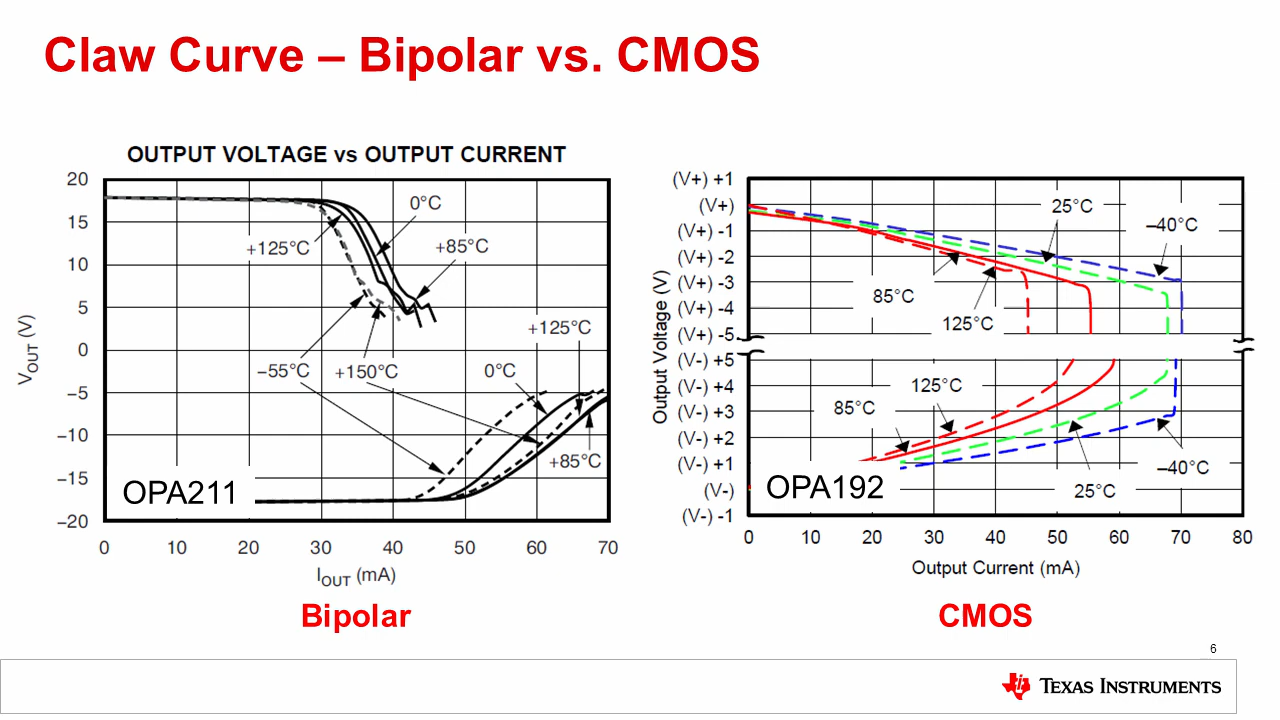 Claw Curve – Bipolar vs. CMOS
OUTPUT VOLTAGE vs OUTPUT CURRENT
20
15
10
5
0
–5
–10
–15
–20
VOUT (V)
0°C
+125°C
+85°C
+125°C
–55°C
+150°C
0°C
+85°C
OPA211
0 10 20 30 40 50 60 70
IOUT (mA)
Bipolar
(V+) +1
(V+)
(V+) -1
(V+) -2
(V+) -3
(V+) -4
(V+) -5
(V-) +5
(V-) +4
(V-) +3
(V-) +2
(V-) +1
(V-)
(V-) -1
Output Voltage (V)
25°C
–40°C
85°C
125°C
125°C
85°C
–40°C
25°C
OPA192
0 10 20 30 40 50 60 70 80
Output Current (mA)
CMOS
6
TEXAS INSTRUMENTS